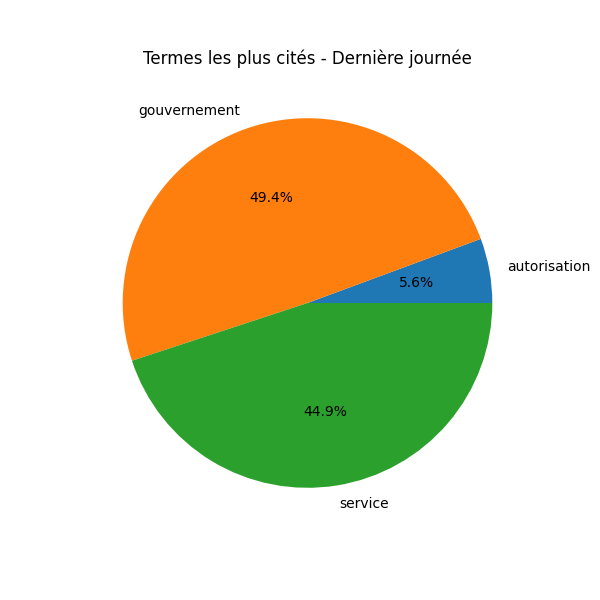 Termes les plus cités - Dernière journée
gouvernement
49.4%
autorisation
5.6%
44.9%
service